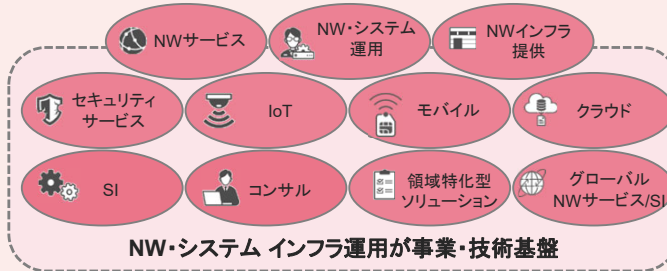 NWサービス
NW・システム
運用
NWインフラ
提供
セキュリティ
サービス
IoT
モバイル
クラウド
SI
コンサル
領域特化型
ソリューション
グローバル
NWサービス/SI
NW・システム インフラ運用が事業・技術基盤